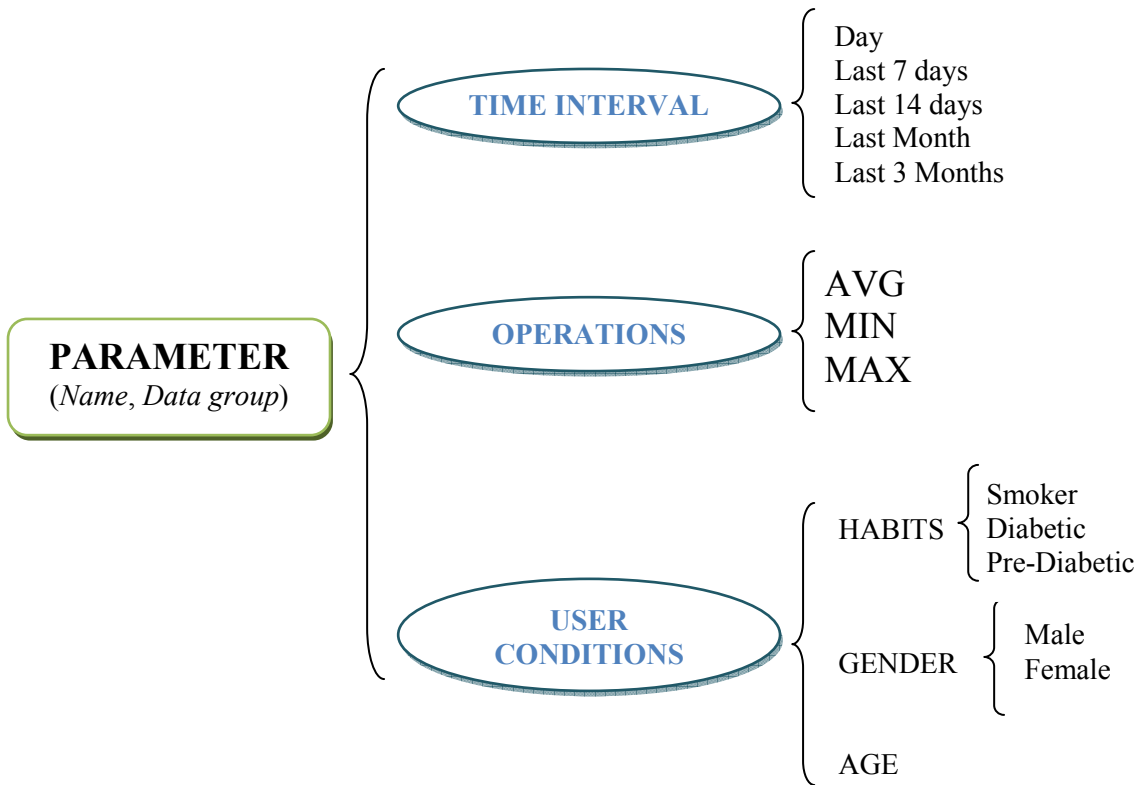 PARAMETER
(Name, Data group)
TIME INTERVAL
Day
Last 7 days
Last 14 days
Last Month
Last 3 Months
OPERATIONS
AVG
MIN
MAX
USER
CONDITIONS
HABITS
Smoker
Diabetic
Pre-Diabetic
GENDER
Male
Female
AGE